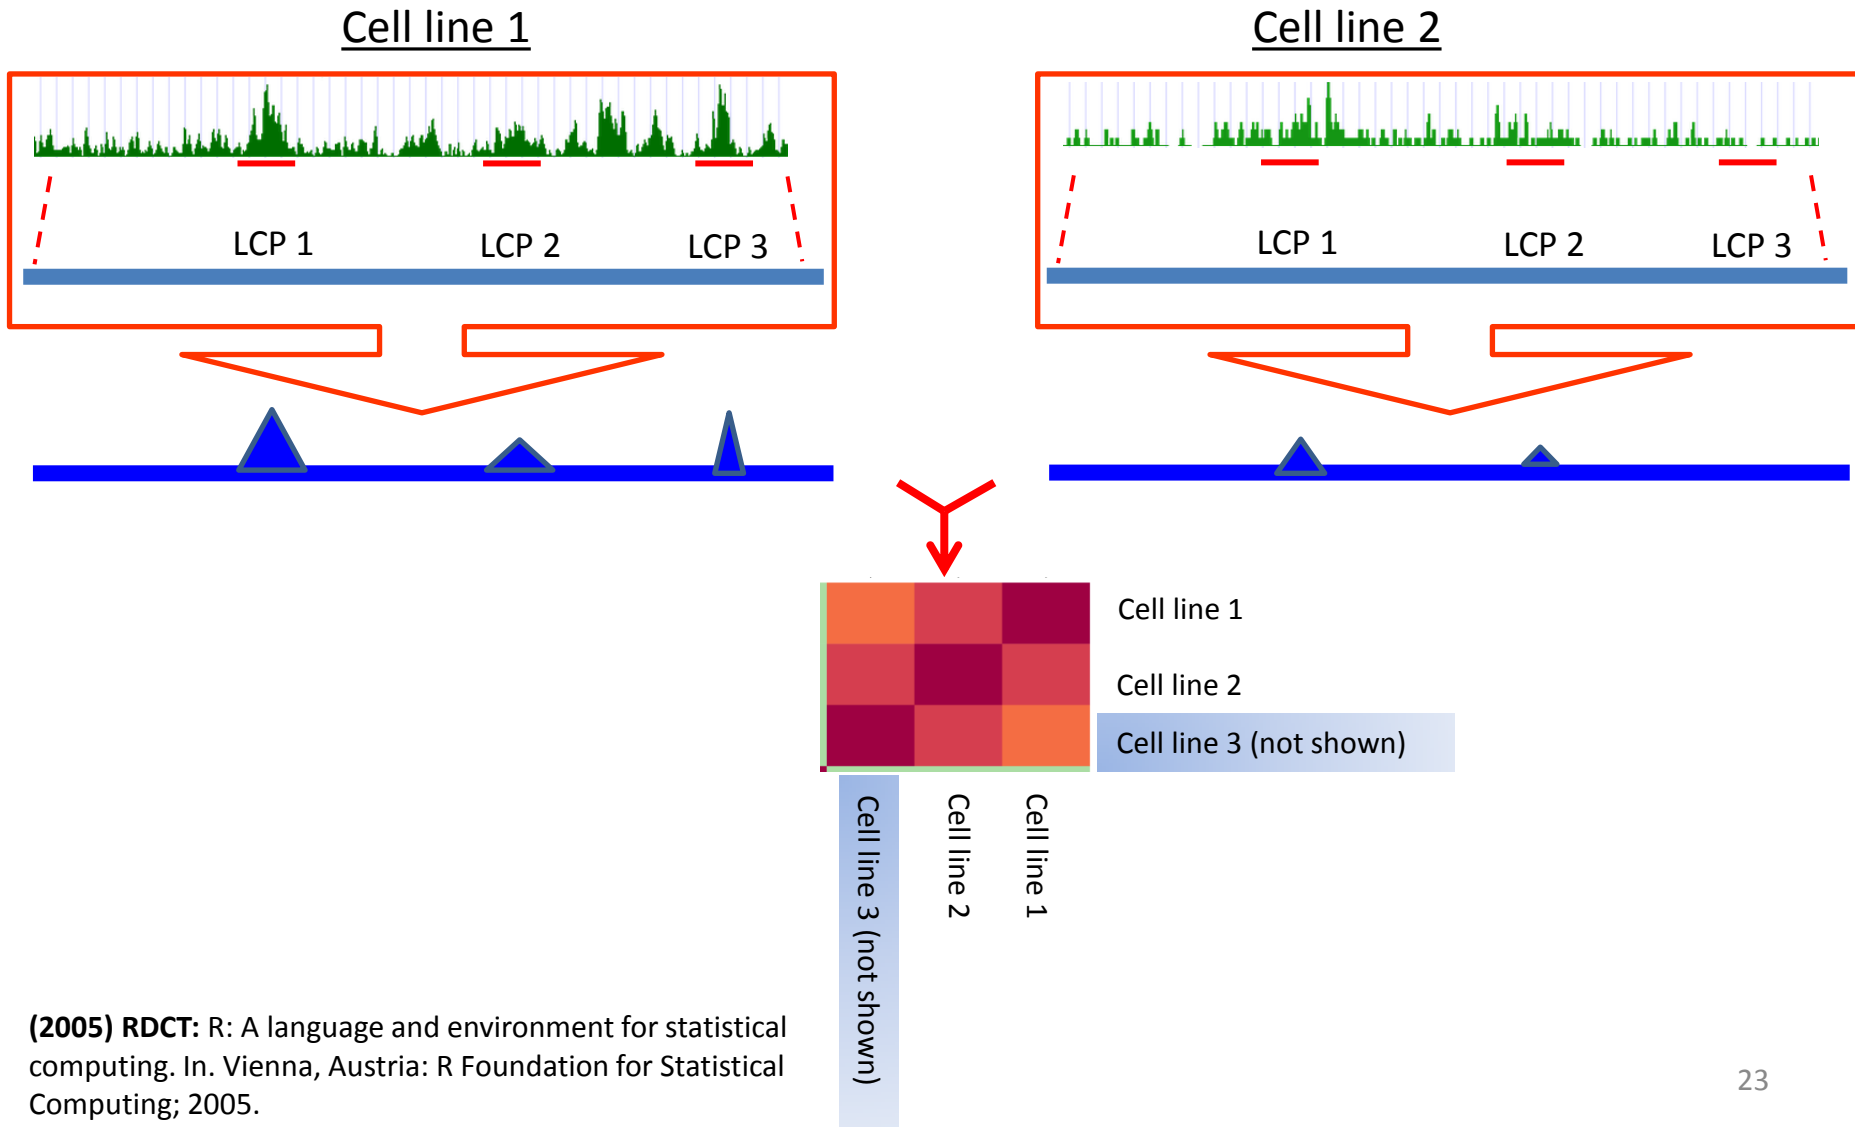 Cell line 1
Cell line 2
LCP 1
LCP 2
LCP 3
LCP 1
LCP 2
LCP 3
Cell line 1
Cell line 2
Cell line 3 (not shown)
Cell line 3 (not shown)
Cell line 2
Cell line 1
(2005) RDCT: R: A language and environment for statistical
computing. In. Vienna, Austria: R Foundation for Statistical
Computing; 2005.
23